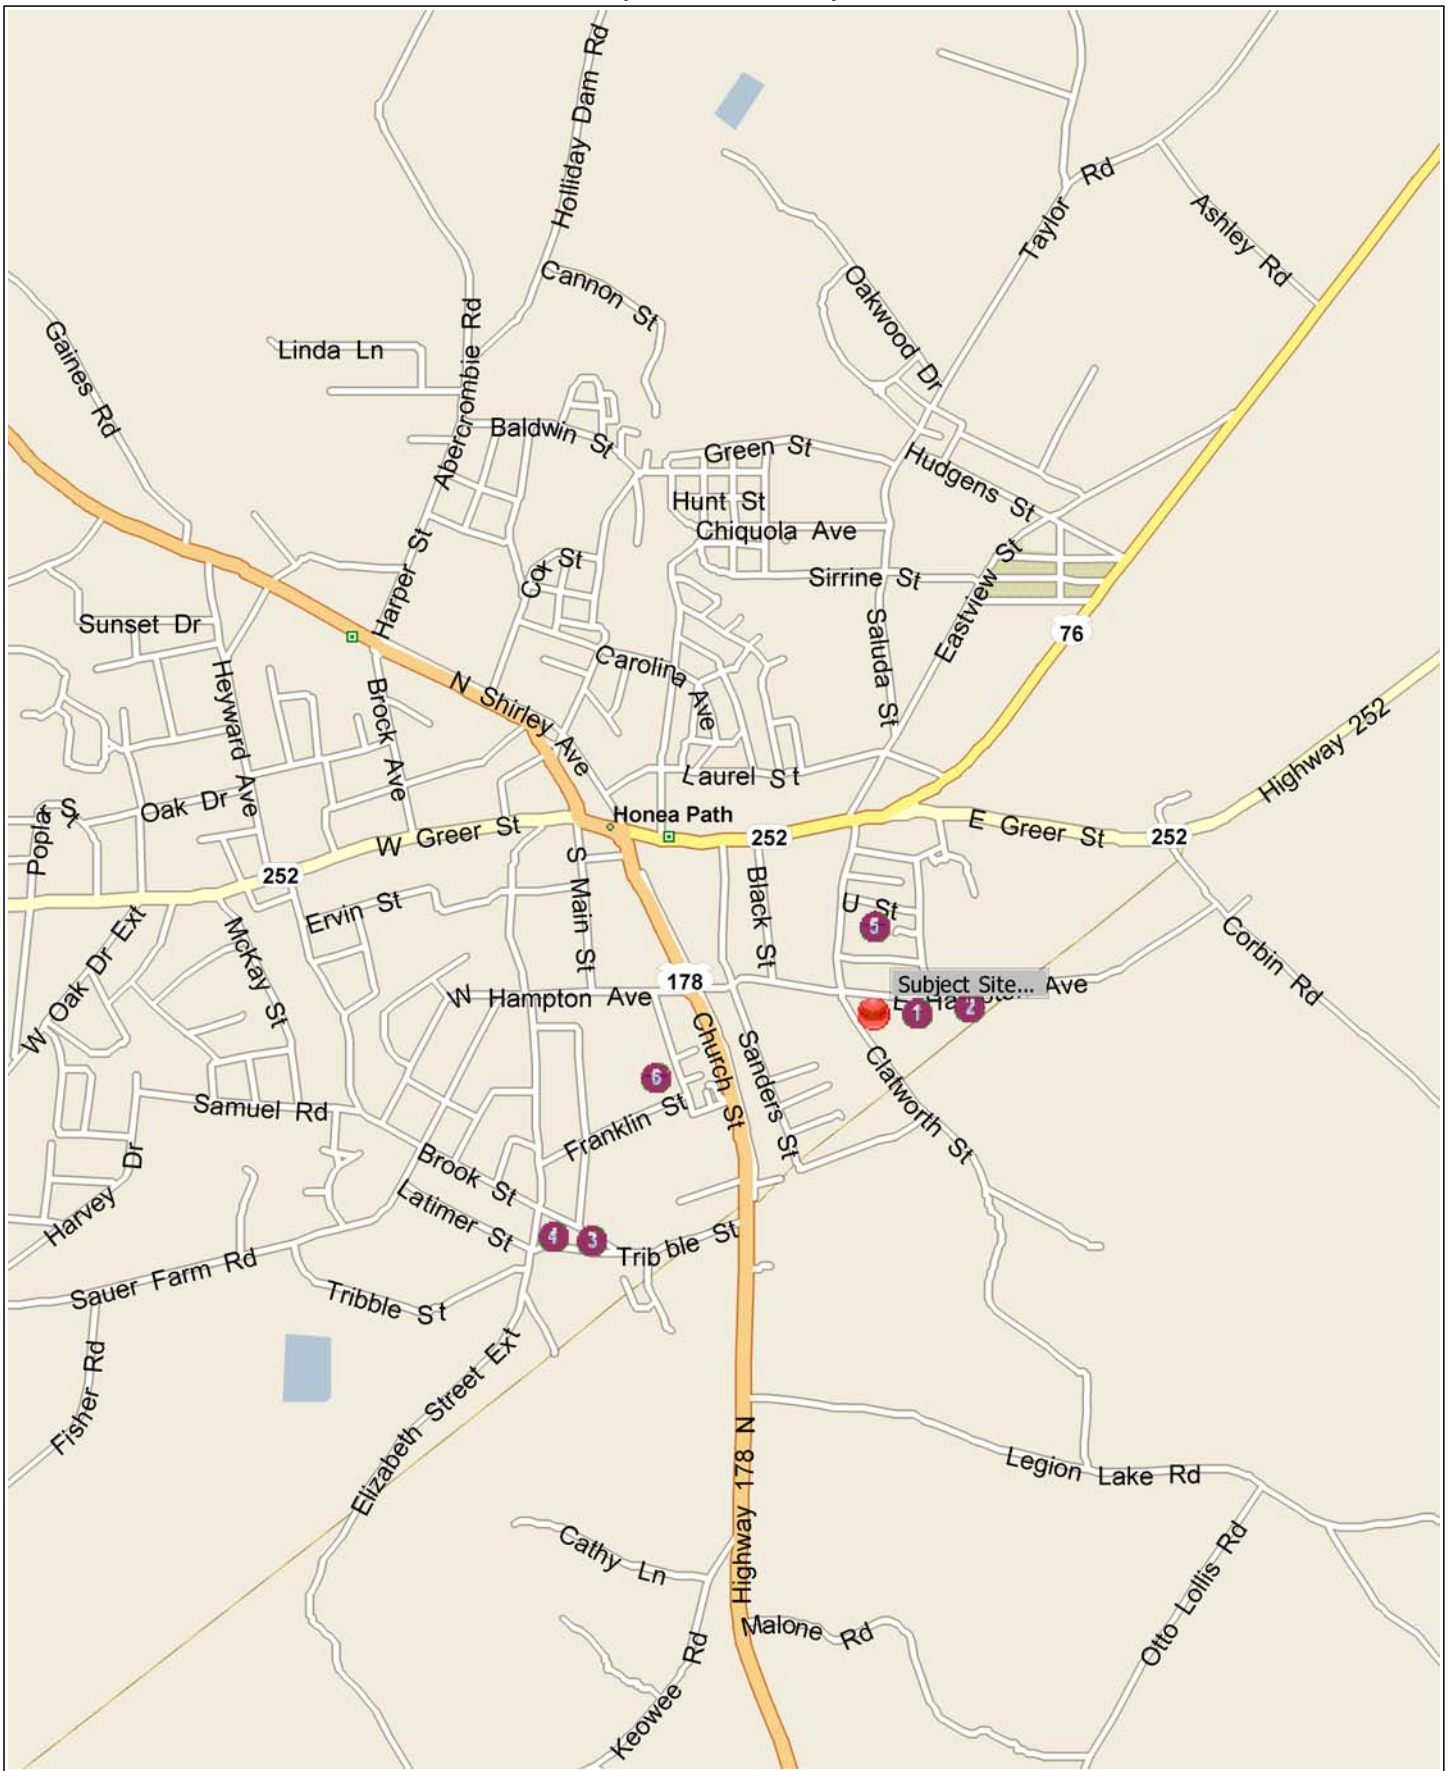 Holliday Dam Rd
Taylor Rd
Ashley Rd
Cannon St
Oakwood Dr
Gaines Rd
Linda Ln
Abercrombie Rd
Baldwin St
Green St
Hudgens St
Hunt St
Chiquola Ave
Harper St
Cox St
Sirrine St
Eastview St
Sunset Dr
76
Saluda St
Carolina Ave
Heyward Ave
Brock Ave
N Shirley Ave
Highway 252
Laurel St
Oak Dr
Poplar St
Honea Path
W Greer St
252
E Greer St
252
252
S Main St
Black St
U St
Ervin St
5
McKay St
Corbin Rd
W Oak Dr Ext
178
Subject Site...
W Hampton Ave
E Hampton Ave
1
2
Church St
Sanders St
Clatworth St
6
Samuel Rd
Franklin St
Harvey Dr
Brook St
Latimer St
4
3
Tribble St
Sauer Farm Rd
Tribble St
Fisher Rd
Elizabeth Street Ext
Highway 178 N
Legion Lake Rd
Cathy Ln
Otto Lollis Rd
Malone Rd
Keowee Rd